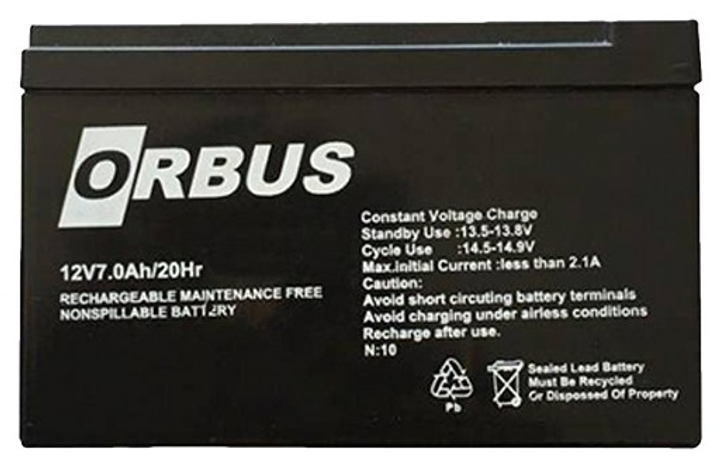 ORBUS
12V7.0Ah/20Hr
RECHARGEABLE MAINTENANCE FREE
NONSPILLABLE BATTERY
Constant Voltage Charge
Standby Use :13.5-13.8V
Cycle Use :14.5-14.9V
Max.Initial Current :less than 2.1A
Caution:
Avoid short circuting battery terminals
Avoid charging under airless conditions
Recharge after use.
N:10
Pb
Sealed Lead Battery
Must Be Recycled
Or Dispossed Of Properly